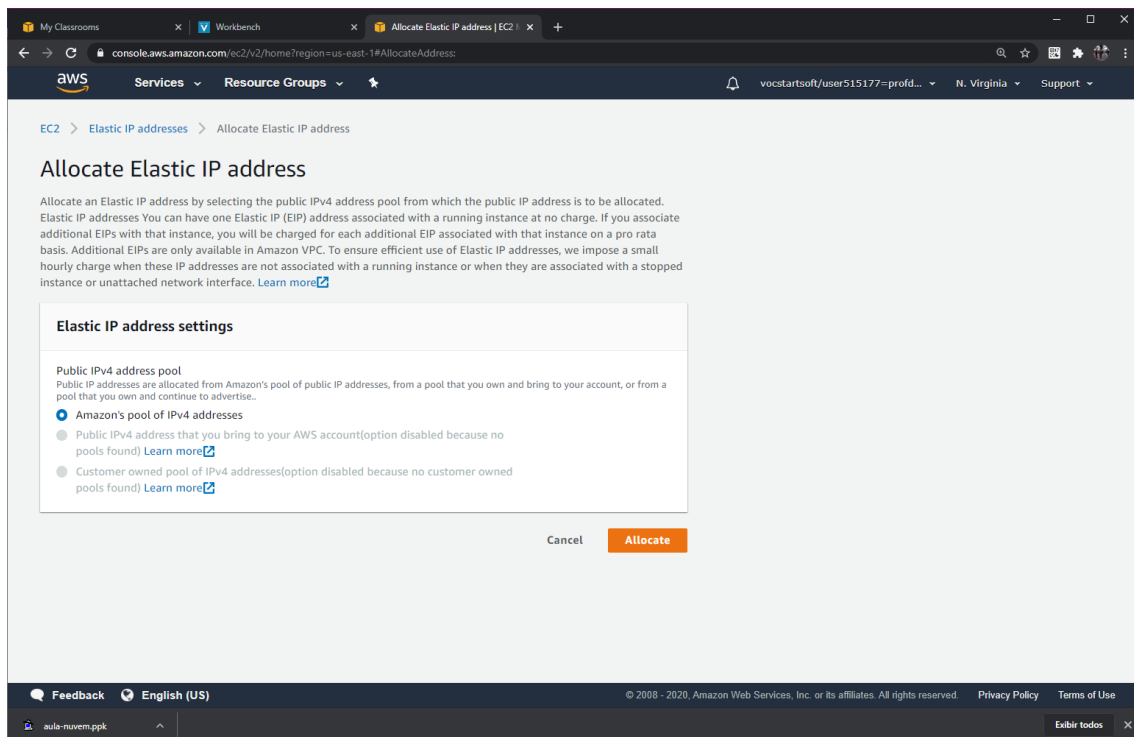 My Classrooms
Workbench
Allocate Elastic IP address | EC2
console.aws.amazon.com/ec2/v2/home?region=us-east-1#AllocateAddress:
aws Services Resource Groups vocstartsoft/user515177=profd... N. Virginia Support
EC2 > Elastic IP addresses > Allocate Elastic IP address
Allocate Elastic IP address
Allocate an Elastic IP address by selecting the public IPv4 address pool from which the public IP address is to be allocated.
Elastic IP addresses You can have one Elastic IP (EIP) address associated with a running instance at no charge. If you associate
additional EIPs with that instance, you will be charged for each additional EIP associated with that instance on a pro rata
basis. Additional EIPs are only available in Amazon VPC. To ensure efficient use of Elastic IP addresses, we impose a small
hourly charge when these IP addresses are not associated with a running instance or when they are associated with a stopped
instance or unattached network interface. Learn more
Elastic IP address settings
Public IPv4 address pool
Public IP addresses are allocated from Amazon's pool of public IP addresses, from a pool that you own and bring to your account, or from a
pool that you own and continue to advertise..
Amazon's pool of IPv4 addresses
Public IPv4 address that you bring to your AWS account(option disabled because no
pools found) Learn more
Customer owned pool of IPv4 addresses(option disabled because no customer owned
pools found) Learn more
Cancel Allocate
Feedback English (US) © 2008 - 2020, Amazon Web Services, Inc. or its affiliates. All rights reserved. Privacy Policy Terms of Use
aula-nuvem.ppk Exibir todos